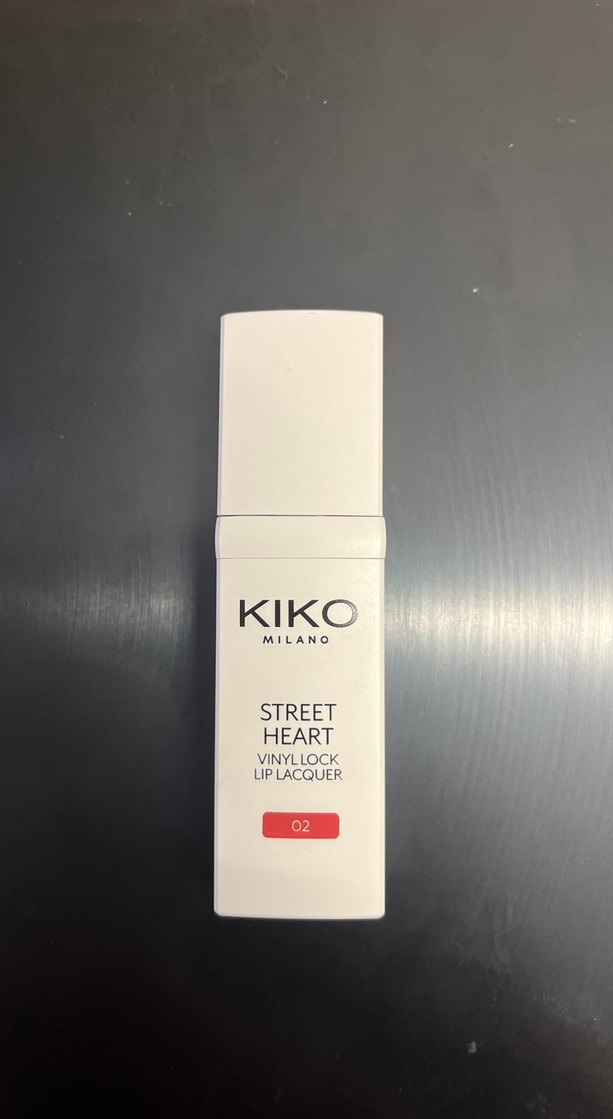 KIKO
MILANO
STREET
HEART
VINYL LOCK
LIP LACQUER
02